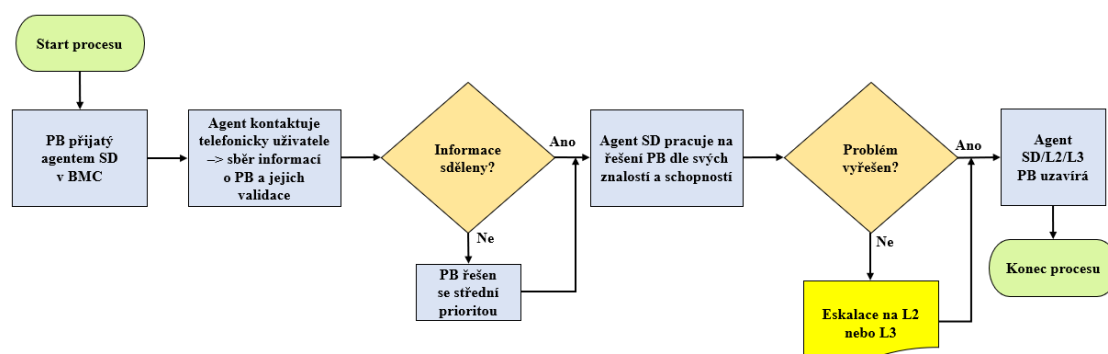 Start procesu
PB přijatý
agentem SD
v BMC
Agent kontaktuje
telefonicky uživatele
–> sběr informací
o PB a jejich
validace
Informace
sděleny?
Ano
Ne
PB řešen
se střední
prioritou
Agent SD pracuje na
řešení PB dle svých
znalostí a schopností
Problém
vyřešen?
Ano
Ne
Eskalace na L2
nebo L3
Agent
SD/L2/L3
PB uzavírá
Konec procesu